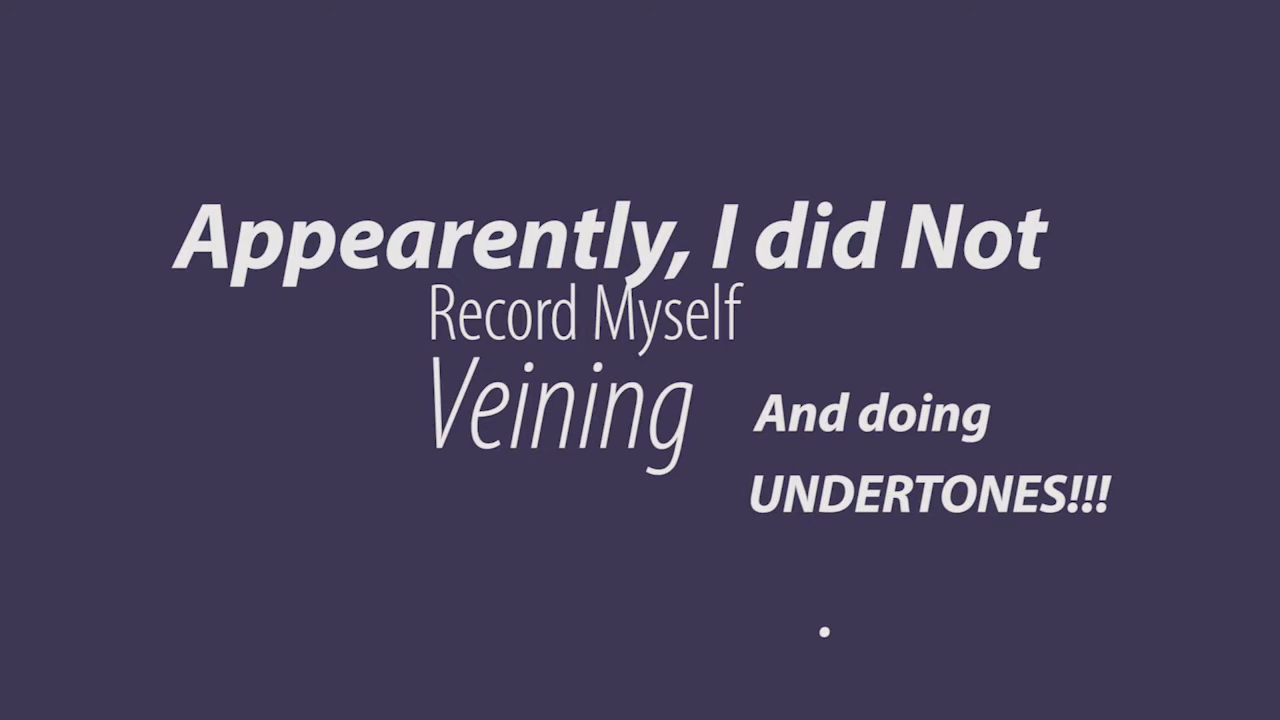 Appearently, I did Not
Record Myself
Veining
And doing
UNDERTONES!!!
.